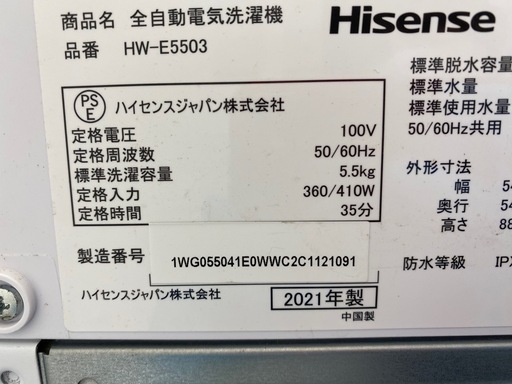 商品名 全自動電気洗濯機
Hisense
品番 HW-E5503
PS
E
ハイセンスジャパン株式会社
定格電圧 100V
定格周波数 50/60Hz
標準洗濯容量 5.5kg
定格入力 360/410W
定格時間 35分
製造番号 1WG055041E0WWC2C1121091
ハイセンスジャパン株式会社 2021年製
中国製
標準脱水容量
標準水量
標準使用水量
50/60Hz共用
外形寸法
幅 54
奥行 54
高さ 88
防水等級 IPX